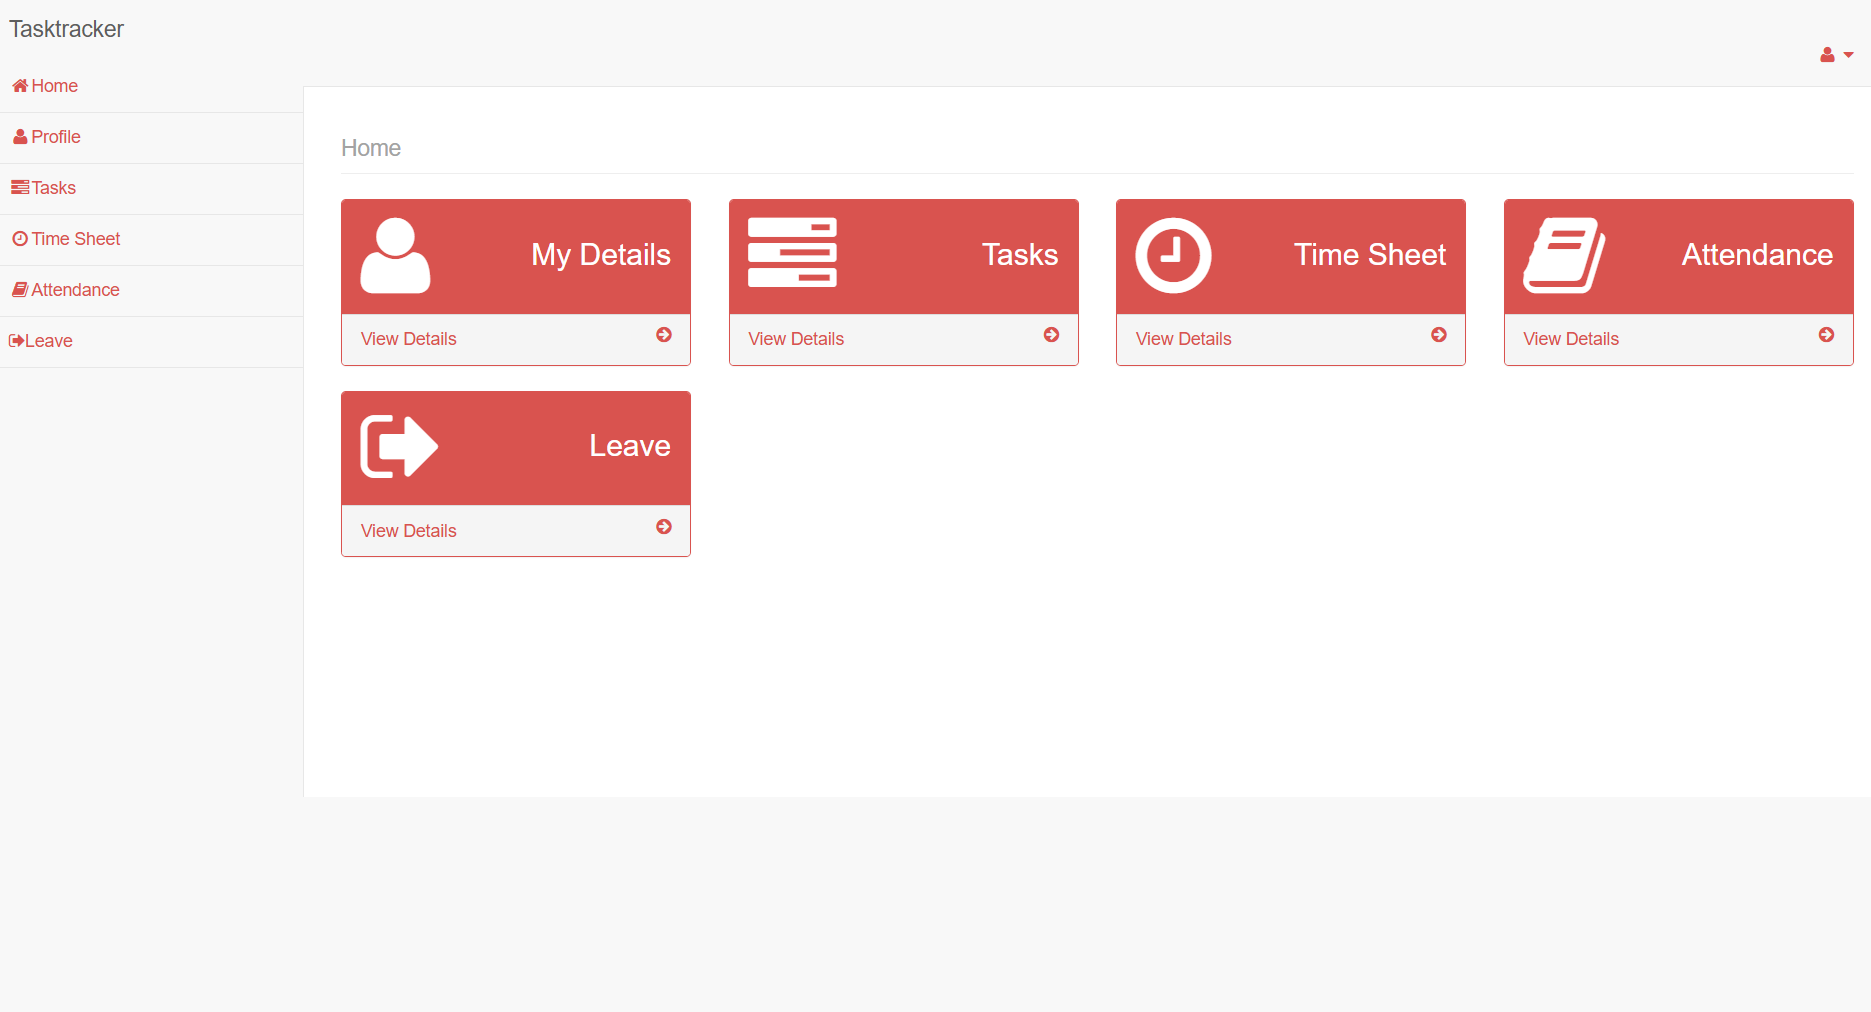 Tasktracker
Home
Profile
Tasks
Time Sheet
Attendance
Leave
Home
My Details
View Details
Tasks
View Details
Time Sheet
View Details
Attendance
View Details
Leave
View Details